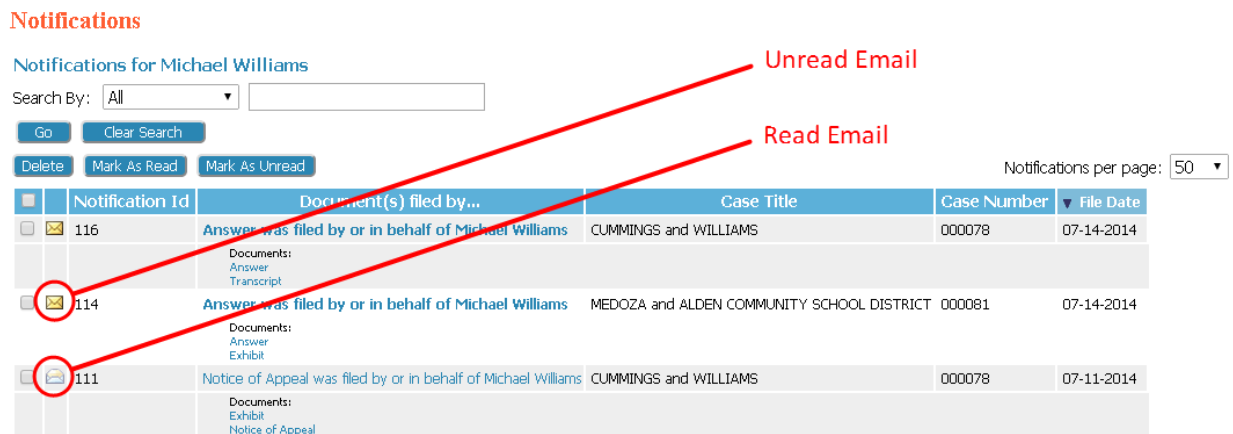 Notifications
Notifications for Michael Williams
Unread Email
Search By: All
Go Clear Search
Read Email
Delete Mark As Read Mark As Unread
Notifications per page: 50
Notification Id Document(s) filed by... Case Title Case Number File Date
116 Answer was filed by or in behalf of Michael Williams CUMMINGS and WILLIAMS 000078 07-14-2014
Documents:
Answer
Transcript
114 Answer was filed by or in behalf of Michael Williams MEDOZA and ALDEN COMMUNITY SCHOOL DISTRICT 000081 07-14-2014
Documents:
Answer
Exhibit
111 Notice of Appeal was filed by or in behalf of Michael Williams CUMMINGS and WILLIAMS 000078 07-11-2014
Documents:
Exhibit
Notice of Appeal